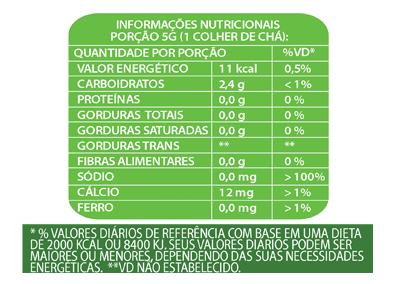 INFORMAÇÕES NUTRICIONAIS
PORÇÃO 5G (1 COLHER DE CHÁ):
QUANTIDADE POR PORÇÃO %VD*
VALOR ENERGÉTICO 11 kcal 0,5%
CARBOIDRATOS 2,4 g <1%
PROTEÍNAS 0,0 g 0 %
GORDURAS TOTAIS 0,0 g 0 %
GORDURAS SATURADAS 0,0 g 0 %
GORDURAS TRANS ** **
FIBRAS ALIMENTARES 0,0 g 0 %
SÓDIO 0,0 mg >100%
CÁLCIO 12 mg >1%
FERRO 0,0 mg >1%
* % VALORES DIÁRIOS DE REFERÊNCIA COM BASE EM UMA DIETA
DE 2000 KCAL OU 8400 KJ. SEUS VALORES DIARIOS PODEM SER
MAIORES OU MENORES, DEPENDENDO DAS SUAS NECESSIDADES
ENERGÉTICAS. **VD NÃO ESTABELECIDO.